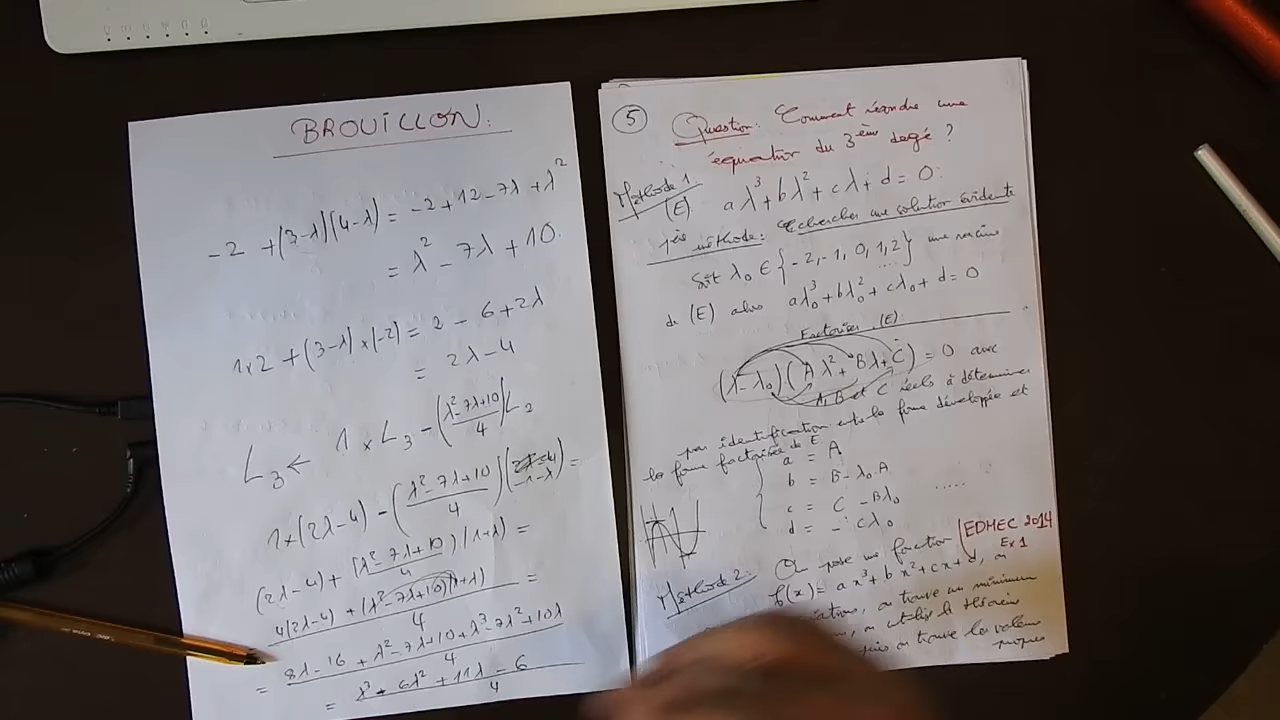 BROUILLON:
-2 + (3-λ)(4-λ) = -2 + 12 - 7λ + λ²
= λ² - 7λ + 10.
1×2 + (3-λ)×(-2) = 2 - 6 + 2λ
= 2λ - 4
L₃ ← 1 × L₃ - (λ²-7λ+10)/4 L₂
1×(2λ-4) - (λ²-7λ+10)/4 (-1-λ) =
(2λ-4) + (λ²-7λ+10)/4 (1+λ) =
4(2λ-4) + (λ²-7λ+10)(1+λ) / 4 =
= 8λ-16 + λ²-7λ+10+λ³-7λ²+10λ / 4
= λ³ - 6λ² + 11λ - 6 / 4
5
Question: Comment résoudre une
équation du 3ème degré ?
Méthode 1:
(E) aλ³ + bλ² + cλ + d = 0.
1ère méthode: Rechercher une solution évidente
Soit λ₀ ∈ {-2, -1, 0, 1, 2} une racine
de (E) alors aλ₀³ + bλ₀² + cλ₀ + d = 0
Factoriser (E):
(λ-λ₀)(Aλ² + Bλ + C) = 0 avec
A, B et C réels à déterminer
par identification entre la forme développée et
la forme factorisée de E
a = A
b = B - λ₀A
c = C - Bλ₀
d = -Cλ₀
.....
EDHEC 2014
Ex 1
Méthode 2: On pose une fonction
f(x) = ax³ + bx² + cx + d, on
on trouve un minimum
on utilise le théorème
puis on trouve les valeurs
propres